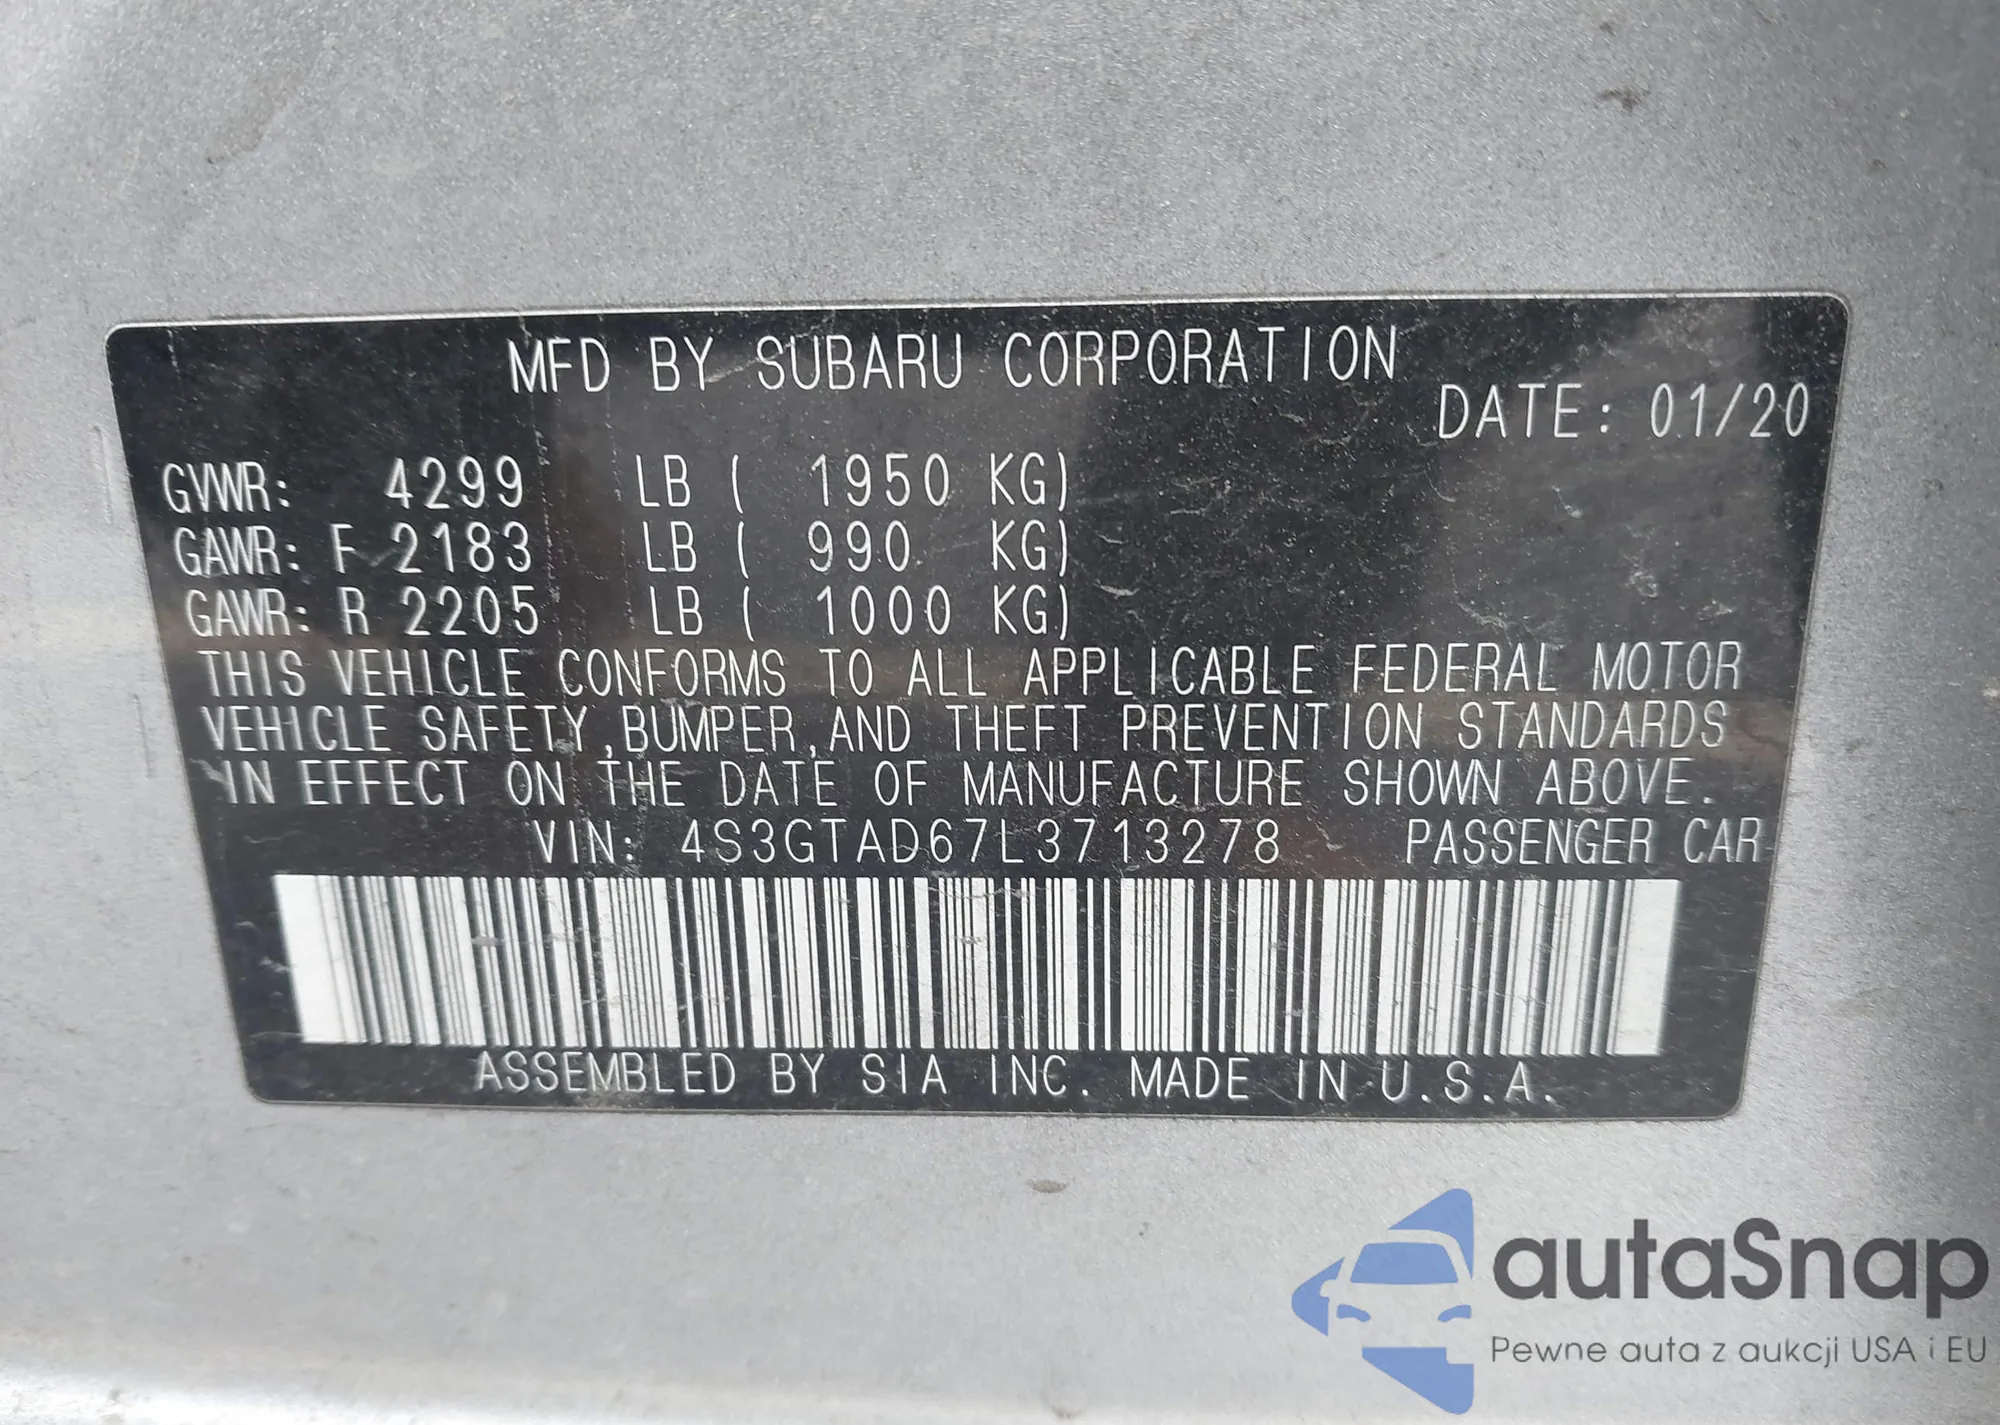 MFD BY SUBARU CORPORATION
DATE: 01/20
GVWR: 4299 LB ( 1950 KG)
GAWR: F 2183 LB ( 990 KG)
GAWR: R 2205 LB ( 1000 KG)
THIS VEHICLE CONFORMS TO ALL APPLICABLE FEDERAL MOTOR
VEHICLE SAFETY,BUMPER,AND THEFT PREVENTION STANDARDS
IN EFFECT ON THE DATE OF MANUFACTURE SHOWN ABOVE.
VIN: 4S3GTAD67L3713278 PASSENGER CAR
ASSEMBLED BY SIA INC. MADE IN U.S.A.
autaSnap
Pewne auta z aukcji USA i EU